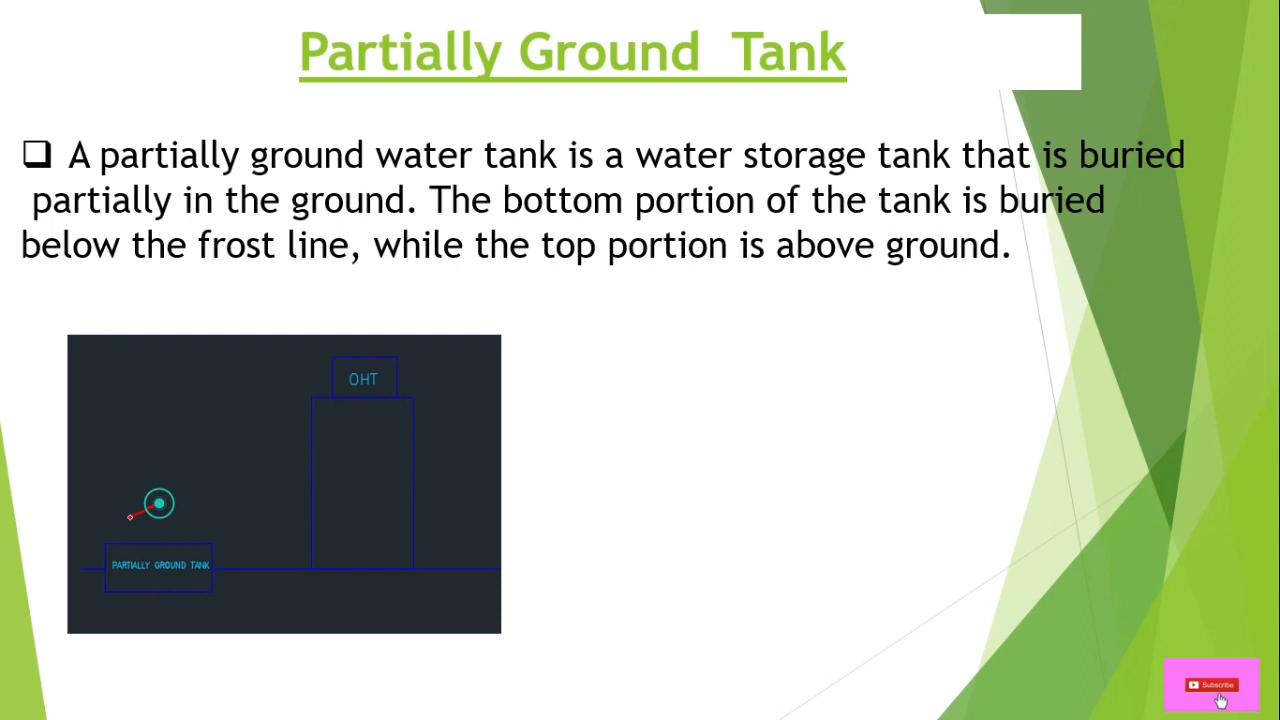 Partially Ground Tank
❑ A partially ground water tank is a water storage tank that is buried
partially in the ground. The bottom portion of the tank is buried
below the frost line, while the top portion is above ground.
OHT
PARTIALLY GROUND TANK
Subscribe